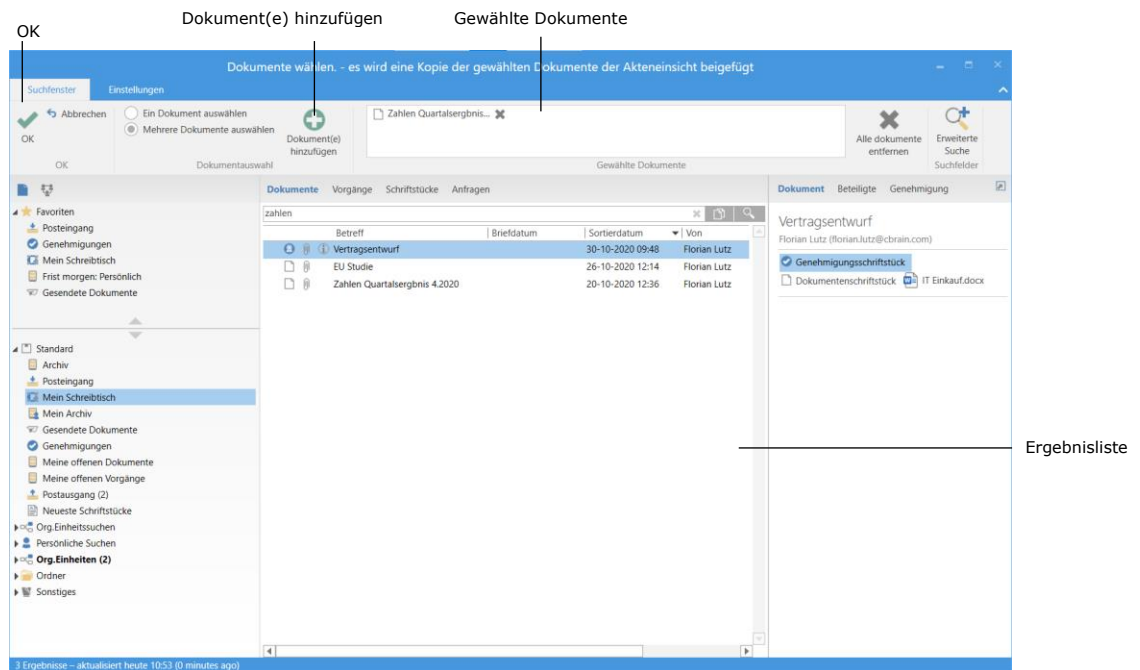 Dokument(e) hinzufügen
Gewählte Dokumente
OK
Dokumente wählen. - es wird eine Kopie der gewählten Dokumente der Akteneinsicht beigefügt
Suchfenster Einstellungen
OK
Abbrechen
Ein Dokument auswählen
Mehrere Dokumente auswählen
Dokument(e)
hinzufügen
Zahlen Quartalsergbnis...
Alle dokumente
entfernen
Erweiterte
Suche
OK Dokumentauswahl Gewählte Dokumente Suchfelder
Favoriten
Posteingang
Genehmigungen
Mein Schreibtisch
Frist morgen: Persönlich
Gesendete Dokumente
Standard
Archiv
Posteingang
Mein Schreibtisch
Mein Archiv
Gesendete Dokumente
Genehmigungen
Meine offenen Dokumente
Meine offenen Vorgänge
Postausgang (2)
Neueste Schriftstücke
Org.Einheitssuchen
Persönliche Suchen
Org.Einheiten (2)
Ordner
Sonstiges
Dokumente Vorgänge Schriftstücke Anfragen
zahlen
Betreff Briefdatum Sortierdatum Von
Vertragsentwurf 30-10-2020 09:48 Florian Lutz
EU Studie 26-10-2020 12:14 Florian Lutz
Zahlen Quartalsergbnis 4.2020 20-10-2020 12:36 Florian Lutz
Dokument Beteiligte Genehmigung
Vertragsentwurf
Florian Lutz (florian.lutz@cbrain.com)
Genehmigungsschriftstück
Dokumentenschriftstück IT Einkauf.docx
Ergebnisliste
3 Ergebnisse – aktualisiert heute 10:53 (0 minutes ago)